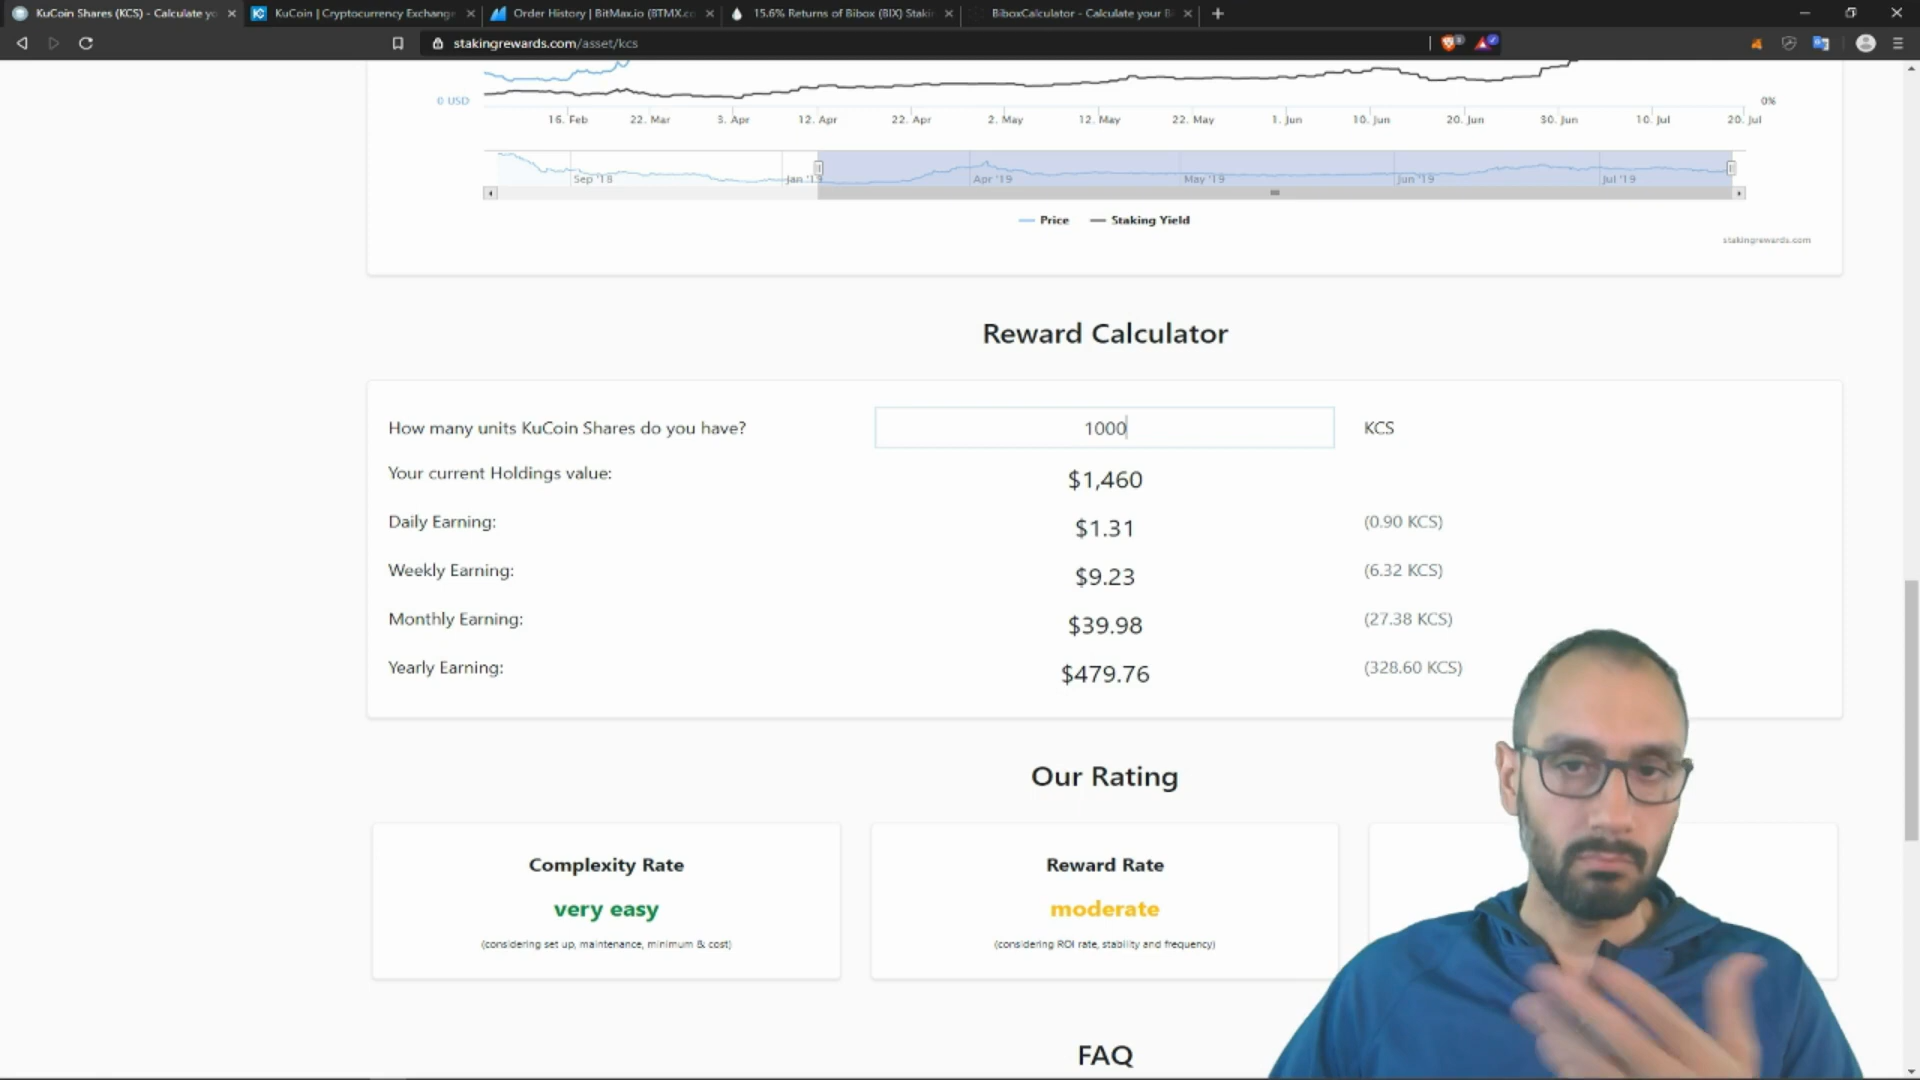 KuCoin Shares (KCS) - Calculate yo
KuCoin | Cryptocurrency Exchange
Order History | BitMax.io (BTMX.co
15.6% Returns of Bibox (BIX) Staki
BiboxCalculator - Calculate your B
stakingrewards.com/asset/kcs
0 USD
0%
16. Feb 22. Mar 3. Apr 12. Apr 22. Apr 2. May 12. May 22. May 1. Jun 10. Jun 20. Jun 30. Jun 10. Jul 20. Jul
Sep '18 Jan '19 Apr '19 May '19 Jun '19 Jul '19
Price Staking Yield
stakingrewards.com
Reward Calculator
How many units KuCoin Shares do you have? 1000 KCS
Your current Holdings value: $1,460
Daily Earning: $1.31 (0.90 KCS)
Weekly Earning: $9.23 (6.32 KCS)
Monthly Earning: $39.98 (27.38 KCS)
Yearly Earning: $479.76 (328.60 KCS)
Our Rating
Complexity Rate
very easy
(considering set up, maintenance, minimum & cost)
Reward Rate
moderate
(considering ROI rate, stability and frequency)
FAQ